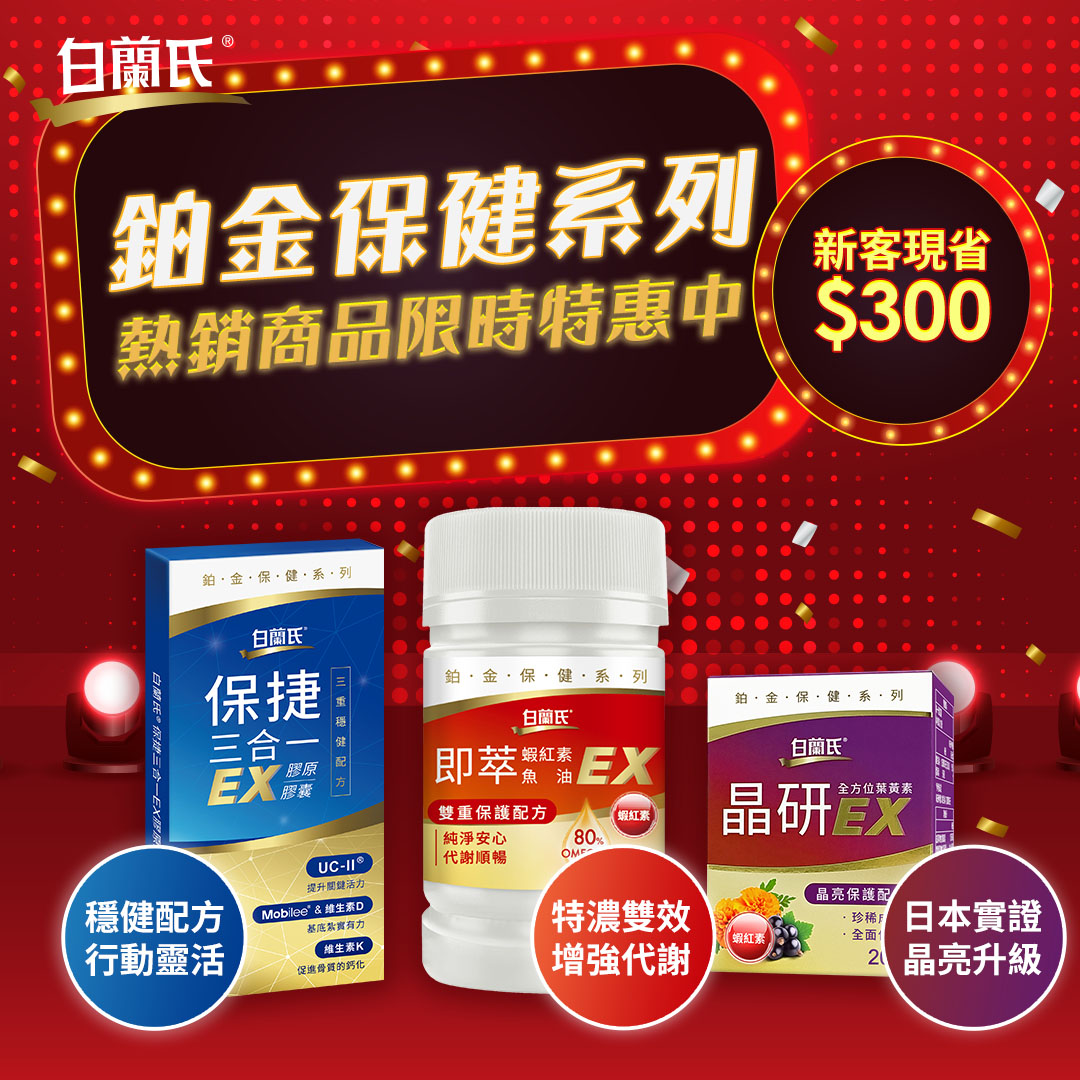 白蘭氏®
鉑金保健系列
熱銷商品限時特惠中
新客現省
$300
鉑·金·保·健·系·列
白蘭氏®
保捷
三合一
EX 膠原
膠囊
三重穩健配方
白蘭氏® 保捷三合一EX膠原
UC-II®
提升關鍵活力
Mobilee® & 維生素D
基底紮實有力
維生素K
促進骨質的鈣化
穩健配方
行動靈活
鉑·金·保·健·系·列
白蘭氏®
即萃 蝦紅素
魚油 EX
雙重保護配方
純淨安心
代謝順暢
蝦紅素
80%
特濃雙效
增強代謝
鉑·金·保·健·系·列
白蘭氏®
晶研 全方位葉黃素
EX
晶亮保護配
·珍稀
·全面
蝦紅素
日本實證
晶亮升級